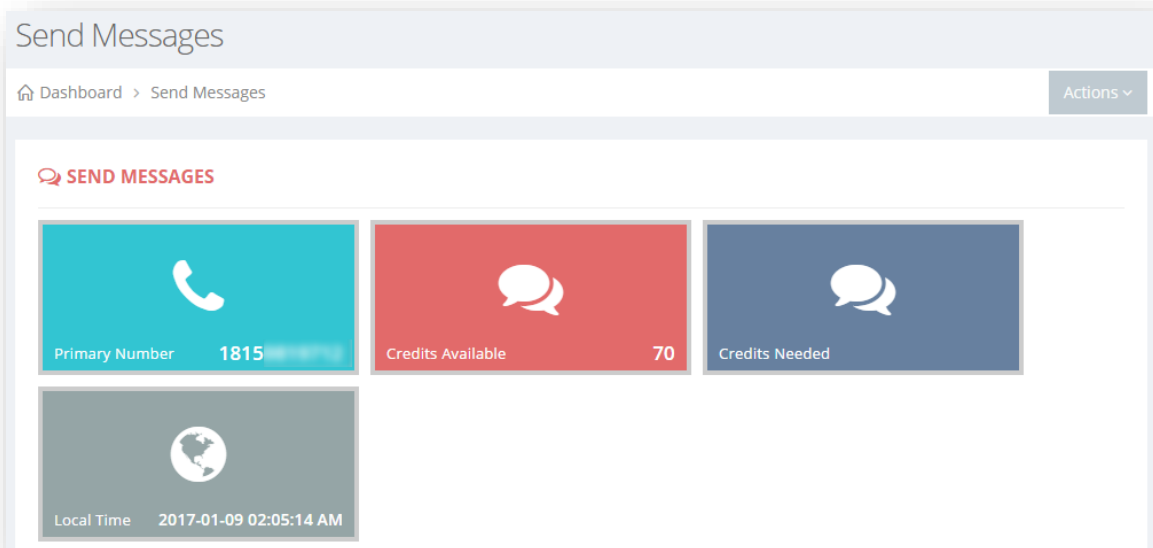 Send Messages
Dashboard > Send Messages
Actions
SEND MESSAGES
Primary Number 1815
Credits Available 70
Credits Needed
Local Time 2017-01-09 02:05:14 AM